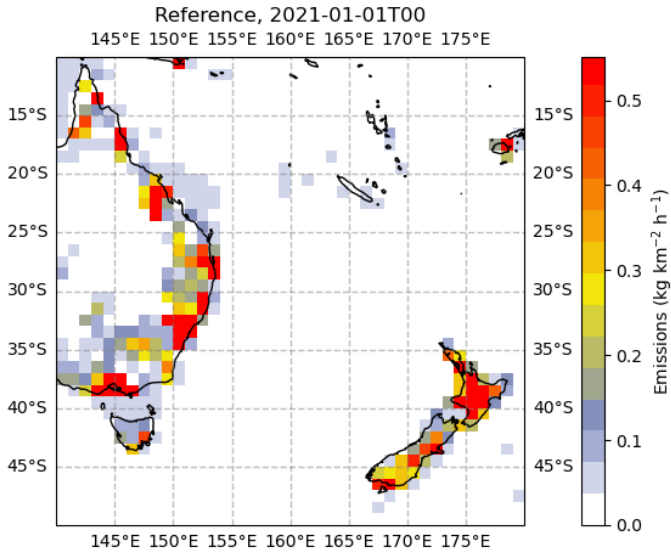 Reference, 2021-01-01T00
145°E 150°E 155°E 160°E 165°E 170°E 175°E
15°S 15°S
20°S 20°S
25°S 25°S
30°S 30°S
35°S 35°S
40°S 40°S
45°S 45°S
145°E 150°E 155°E 160°E 165°E 170°E 175°E
0.5
0.4
0.3
0.2
0.1
0.0
Emissions (kg km⁻² h⁻¹)